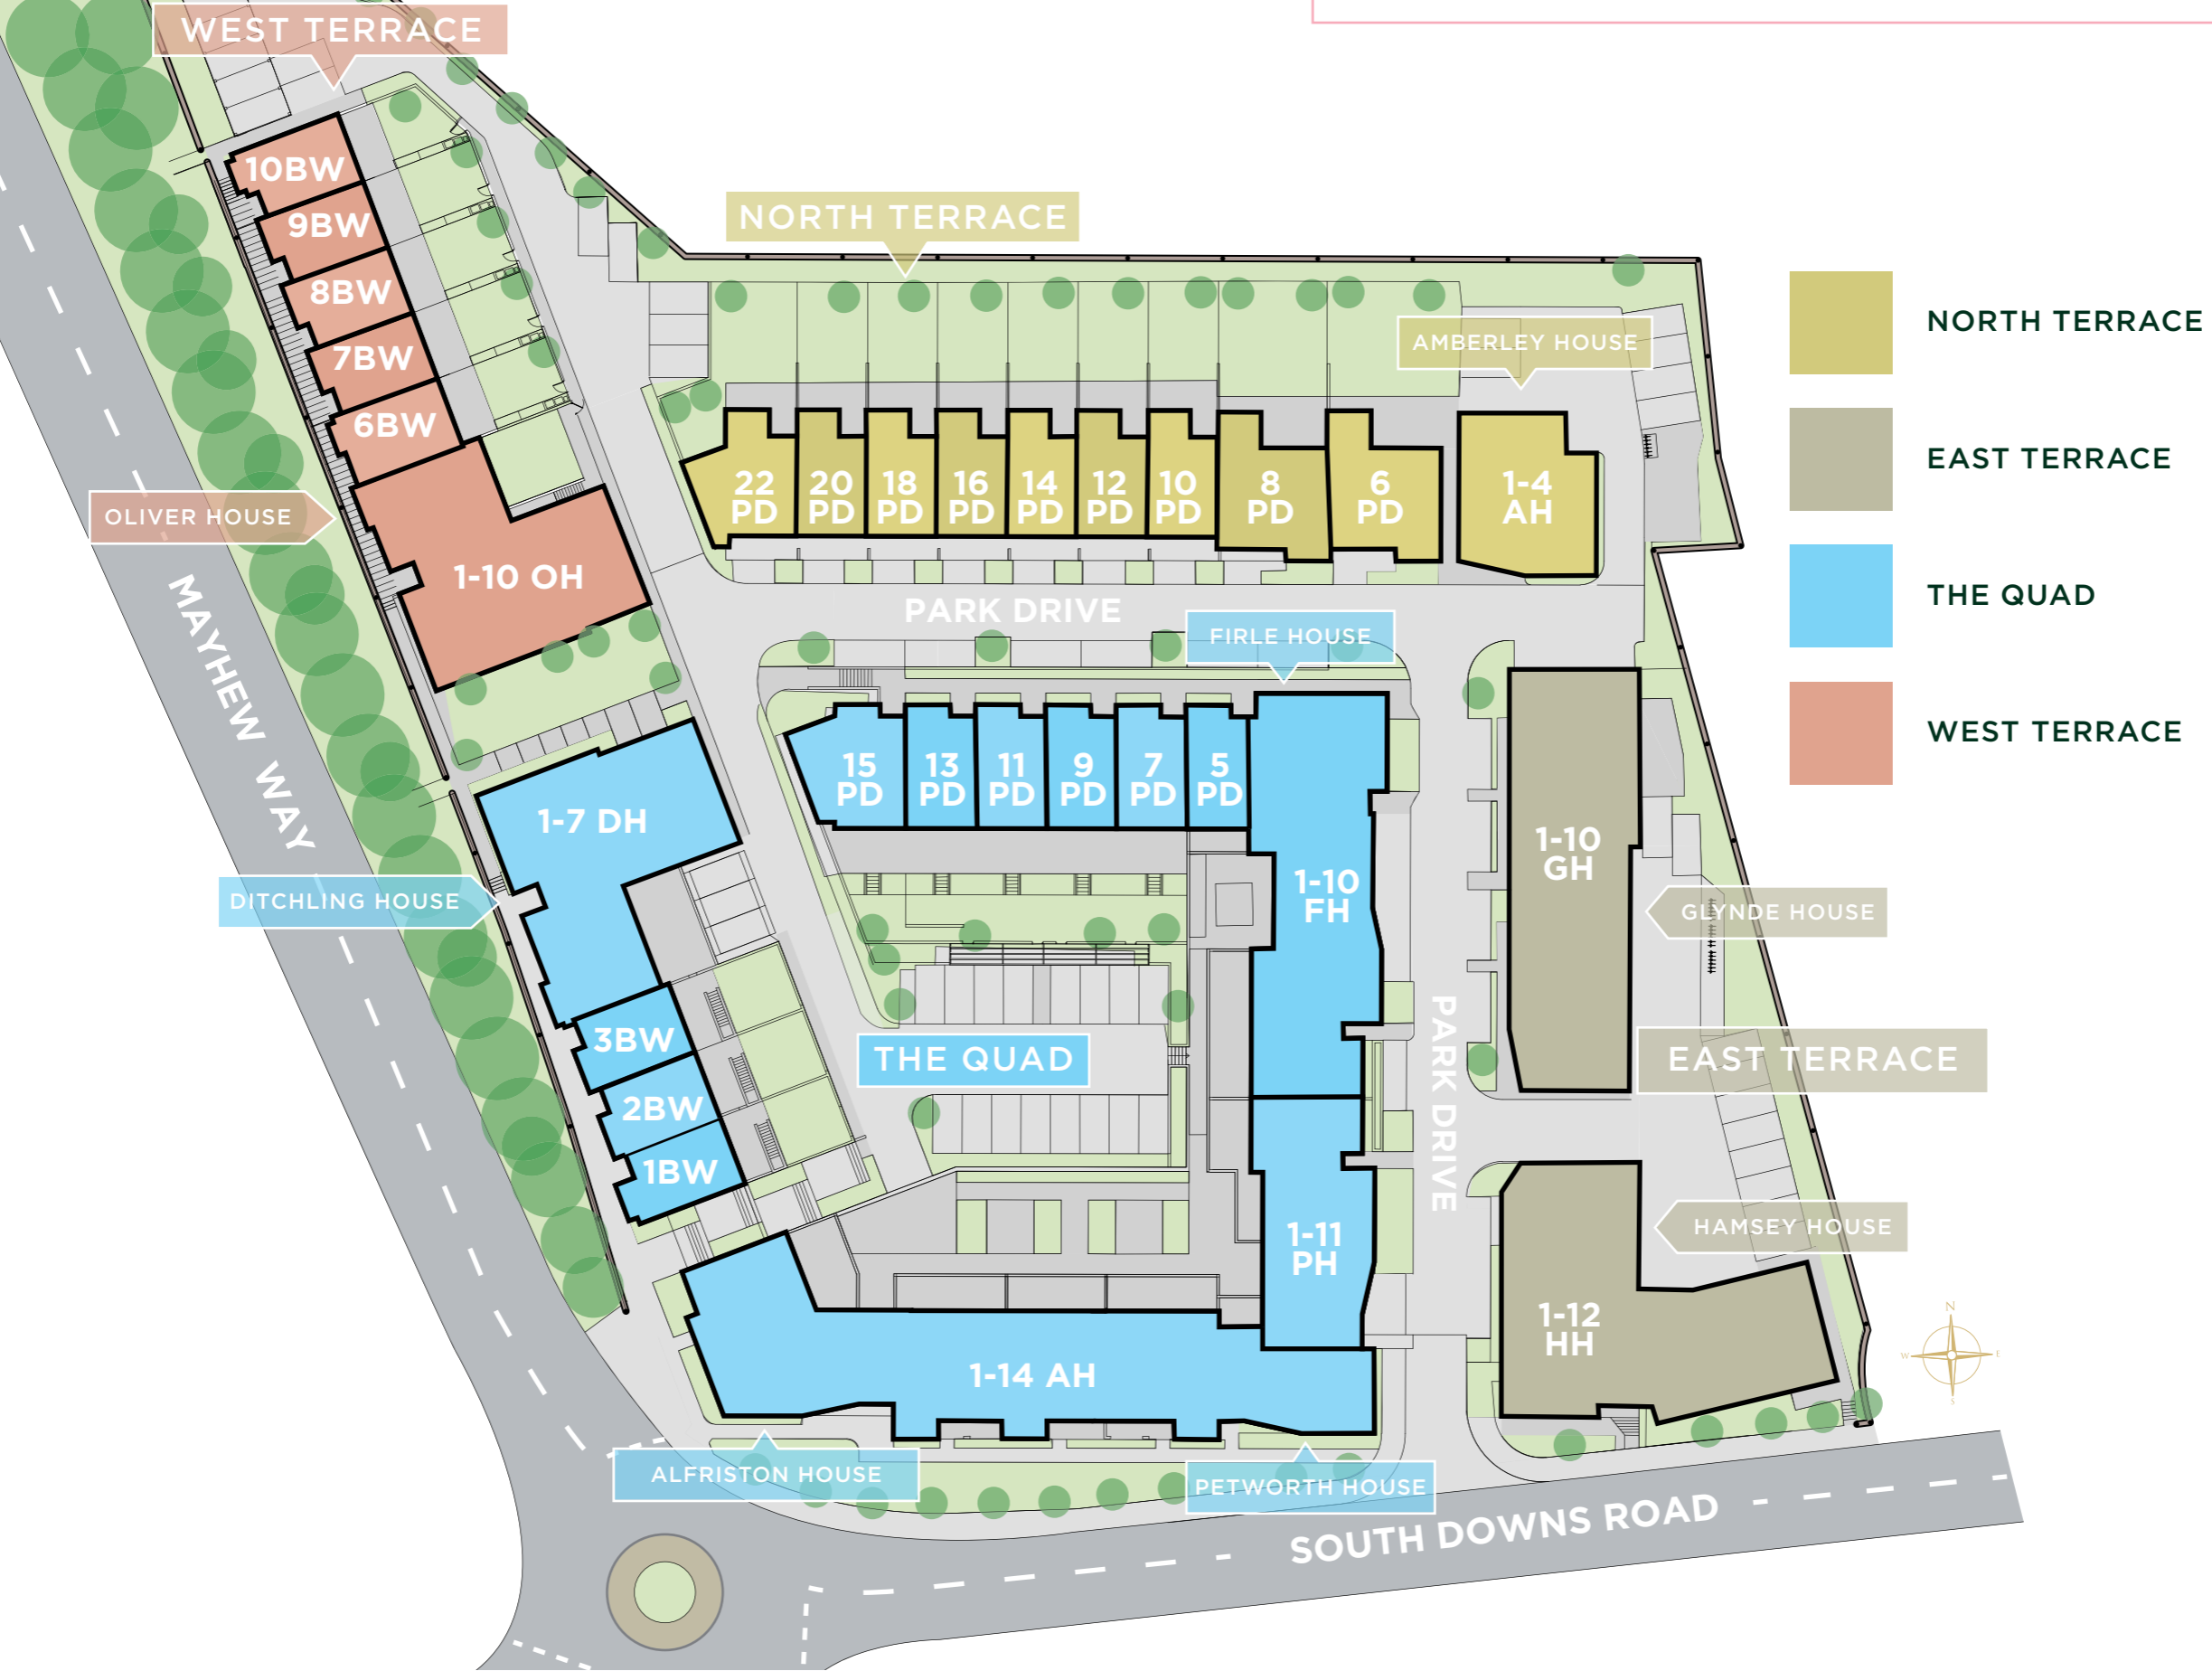 WEST TERRACE
10BW
9BW
8BW
7BW
6BW
OLIVER HOUSE
1-10 OH
NORTH TERRACE
AMBERLEY HOUSE
22
PD
20
PD
18
PD
16
PD
14
PD
12
PD
10
PD
8
PD
6
PD
1-4
AH
NORTH TERRACE
EAST TERRACE
THE QUAD
WEST TERRACE
PARK DRIVE
FIRLE HOUSE
MAYHEW WAY
15
PD
13
PD
11
PD
9
PD
7
PD
5
PD
1-7 DH
DITCHLING HOUSE
1-10
FH
1-10
GH
GLYNDE HOUSE
3BW
2BW
1BW
THE QUAD
PARK DRIVE
EAST TERRACE
HAMSEY HOUSE
1-11
PH
1-12
HH
1-14 AH
ALFRISTON HOUSE
PETWORTH HOUSE
SOUTH DOWNS ROAD
N
W
E
S